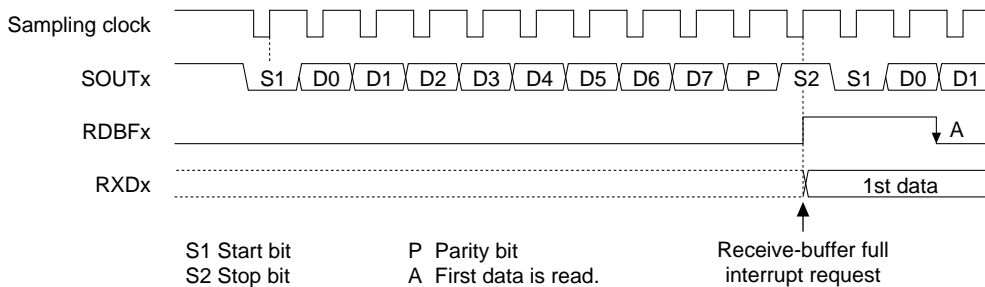 Sampling clock
SOUTx S1 D0 D1 D2 D3 D4 D5 D6 D7 P S2 S1 D0 D1
RDBFx A
RXDx 1st data
S1 Start bit P Parity bit Receive-buffer full
S2 Stop bit A First data is read. interrupt request